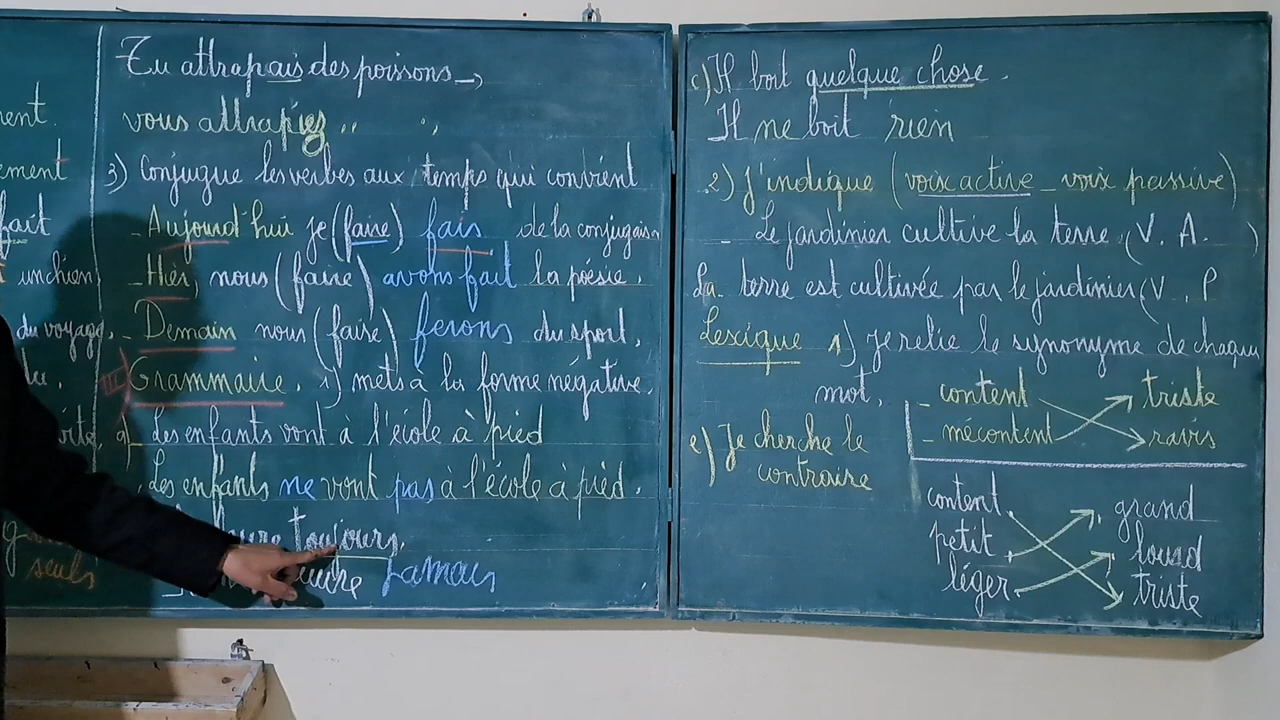 ment.
ement
fait
un chien
du voyage,
seuls
Tu attrapais des poissons →
vous attrapiez " "
3) Conjugue les verbes aux temps qui convient
- Aujourd'hui je (faire) fais de la conjugaison
- Hier, nous (faire) avons fait la poésie.
- Demain nous (faire) ferons du sport.
III) Grammaire. 1) mets à la forme négative.
a) - Les enfants vont à l'école à pied
Les enfants ne vont pas à l'école à pied.
toujours.
Jamais
c) Il boit quelque chose.
Il ne boit rien
2) j'indique (voix active _ voix passive)
- Le jardinier cultive la terre. (V. A. )
La terre est cultivée par le jardinier (V. P
Lexique 1) je relie le synonyme de chaque
mot,
- content triste
- mécontent ravis
e) Je cherche le
contraire
content. grand
petit lourd
léger triste